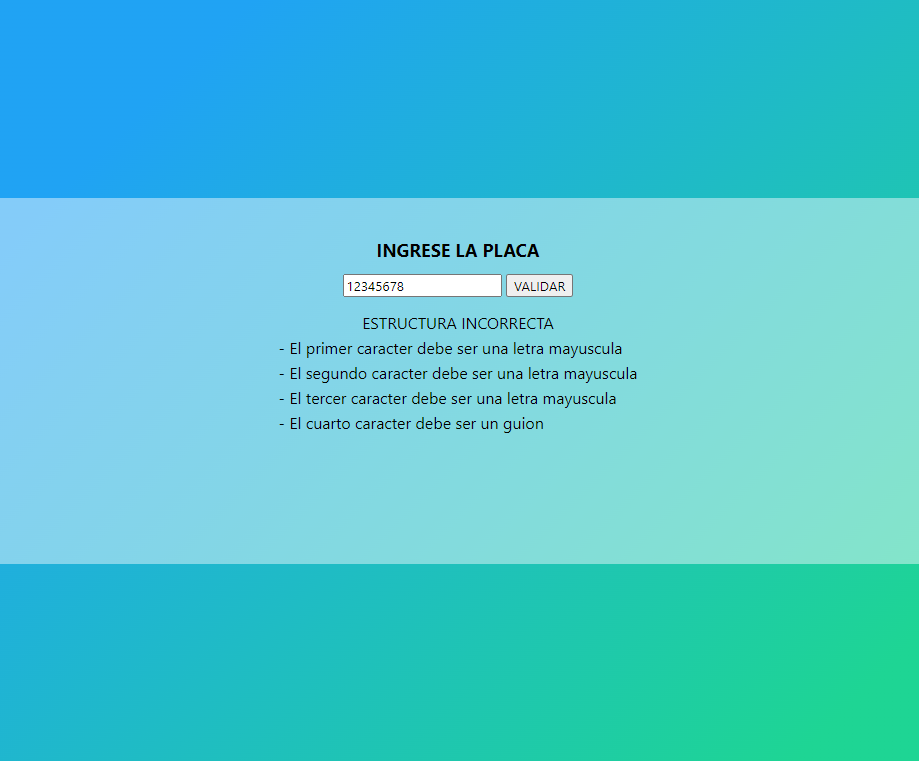 INGRESE LA PLACA
12345678 VALIDAR
ESTRUCTURA INCORRECTA
- El primer caracter debe ser una letra mayuscula
- El segundo caracter debe ser una letra mayuscula
- El tercer caracter debe ser una letra mayuscula
- El cuarto caracter debe ser un guion